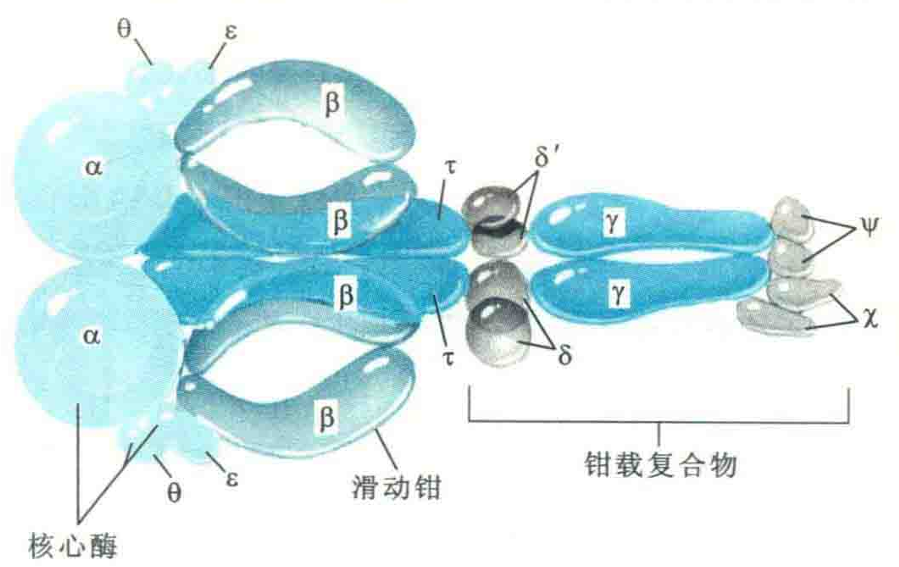 θ ε
β
α
τ δ′
β γ ψ
β γ
α τ δ χ
β
θ ε 滑动钳 钳载复合物
核心酶